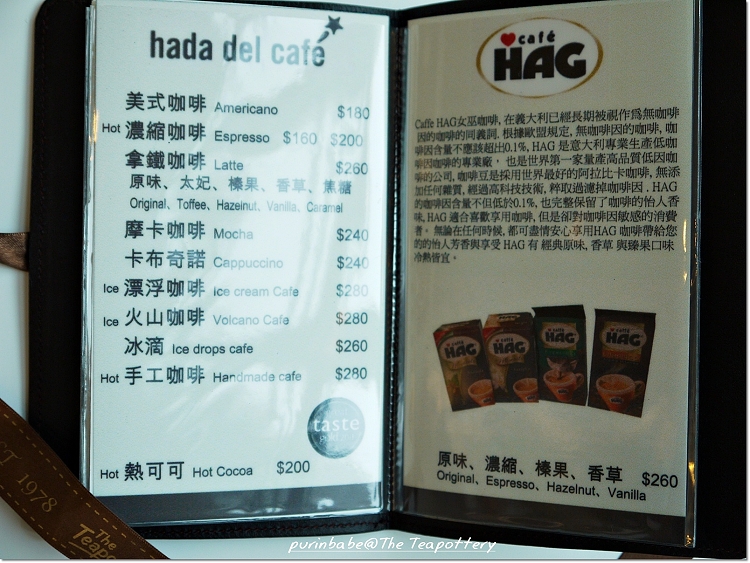 hada del café
美式咖啡 Americano $180
Hot 濃縮咖啡 Espresso $160 $200
拿鐵咖啡 Latte $260
原味、太妃、榛果、香草、焦糖
Original, Toffee, Hazelnut, Vanilla, Caramel
摩卡咖啡 Mocha $240
卡布奇諾 Cappuccino $240
Ice 漂浮咖啡 Ice cream Cafe $280
Ice 火山咖啡 Volcano Cafe $280
冰滴 Ice drops cafe $260
Hot 手工咖啡 Handmade cafe $280
taste
Hot 熱可可 Hot Cocoa $200
café
HAG
Caffe HAG女巫咖啡, 在義大利已經長期被視作為無咖啡
因的咖啡的同義詞. 根據歐盟規定, 無咖啡因的咖啡, 咖
啡因含量不應該超出0.1%, HAG 是意大利專業生產低咖
啡因咖啡的專業廠， 也是世界第一家量產高品質低因咖
啡的公司, 咖啡豆是採用世界最好的阿拉比卡咖啡, 無添
加任何雜質, 經過高科技技術, 粹取過濾掉咖啡因 . HAG
的咖啡因含量不但低於0.1%, 也完整保留了咖啡的怡人香
味, HAG 適合喜歡享用咖啡, 但是卻對咖啡因敏感的消費
者。 無論在任何時候, 都可盡情安心享用HAG 咖啡帶給您
的的怡人芳香與享受 HAG 有 經典原味、香草 與臻果口味
冷熱皆宜。
café HAG
café HAG
café HAG
café HAG
原味、濃縮、榛果、香草 $260
Original, Espresso、Hazelnut、Vanilla
1978
The
Teapo
purinbabe@The Teapottery